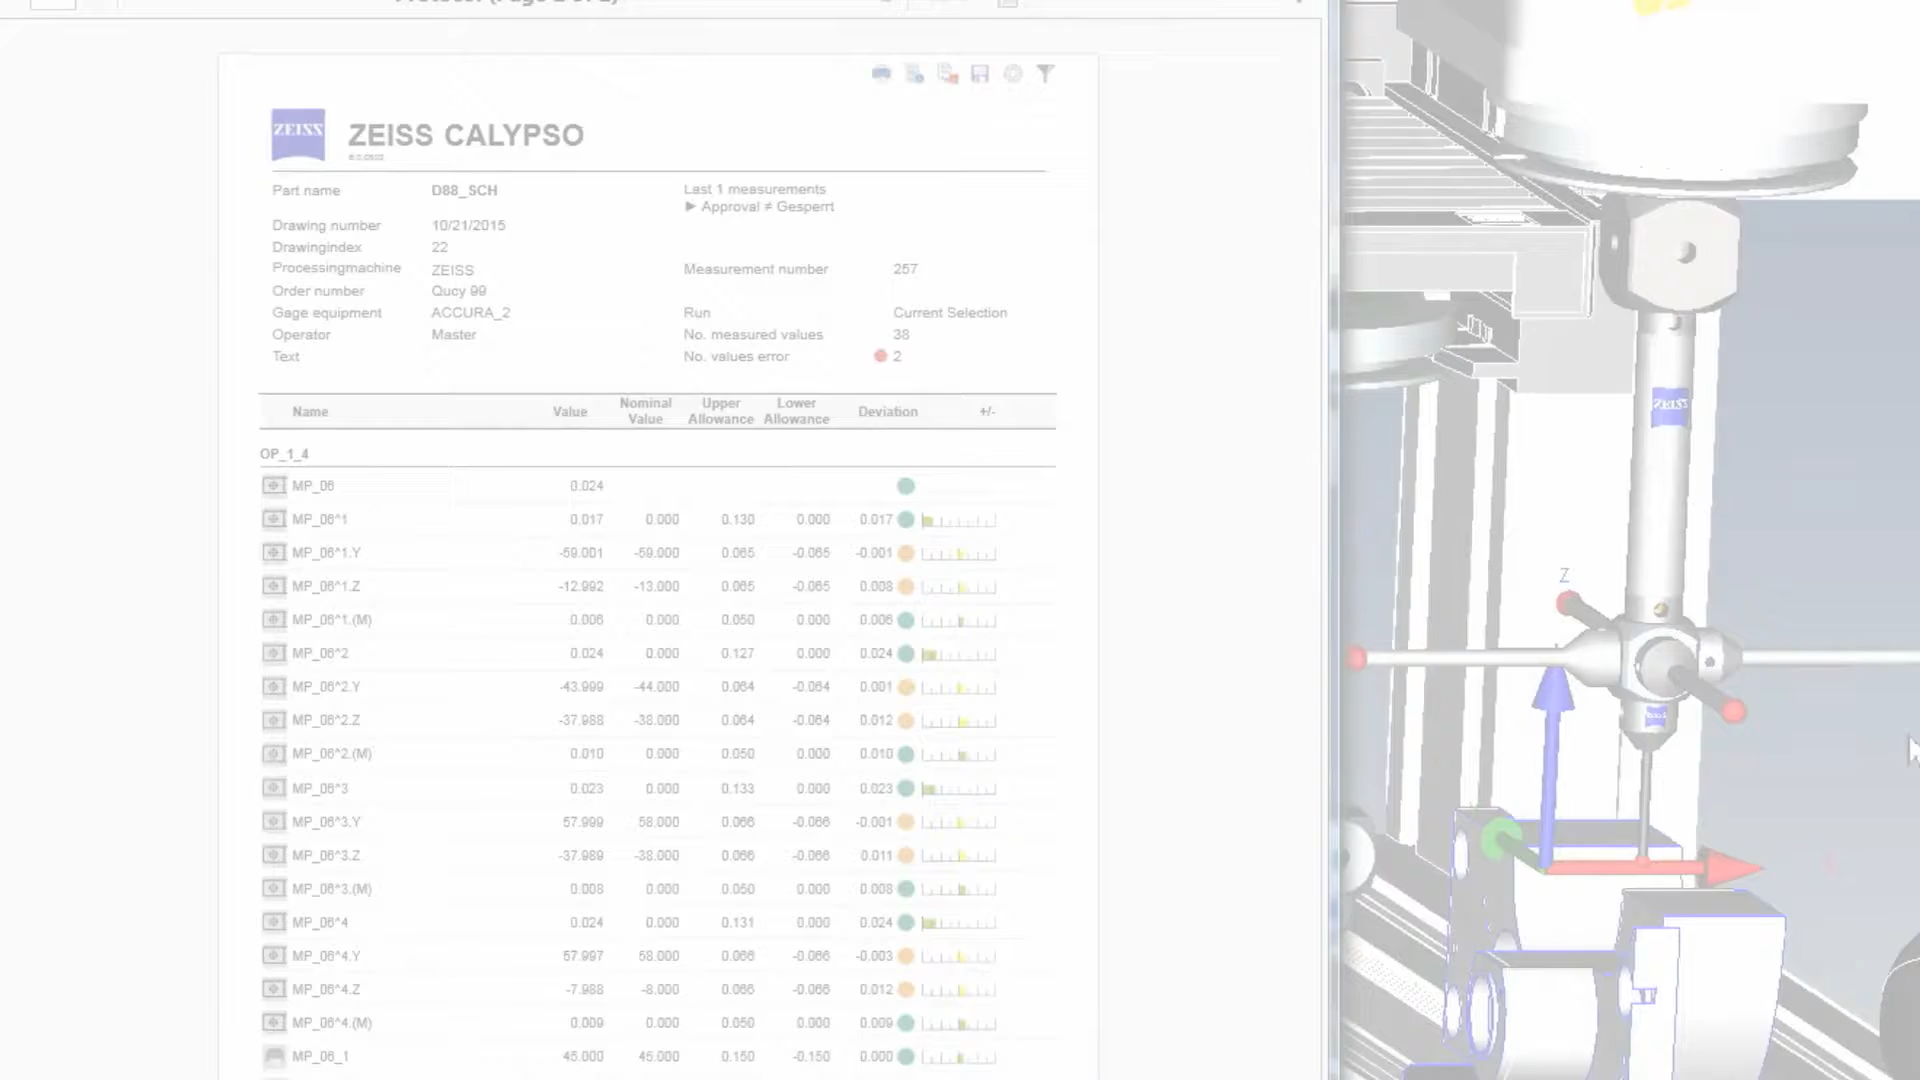 ZEISS
ZEISS CALYPSO
Part name D88_SCH Last 1 measurements
▶ Approval ≠ Gesperrt
Drawing number 10/21/2015
Drawingindex 22
Processingmachine ZEISS Measurement number 257
Order number Qucy 99
Gage equipment ACCURA_2 Run Current Selection
Operator Master No. measured values 38
Text No. values error 2
Name Value Nominal Value Upper Allowance Lower Allowance Deviation +/-
OP_1_4
MP_06 0.024
MP_06^1 0.017 0.000 0.130 0.000 0.017
MP_06^1.Y -59.001 -59.000 0.065 -0.065 -0.001
MP_06^1.Z -12.992 -13.000 0.065 -0.065 0.008
MP_06^1.(M) 0.006 0.000 0.050 0.000 0.006
MP_06^2 0.024 0.000 0.127 0.000 0.024
MP_06^2.Y -43.999 -44.000 0.064 -0.064 0.001
MP_06^2.Z -37.988 -38.000 0.064 -0.064 0.012
MP_06^2.(M) 0.010 0.000 0.050 0.000 0.010
MP_06^3 0.023 0.000 0.133 0.000 0.023
MP_06^3.Y 57.999 58.000 0.066 -0.066 -0.001
MP_06^3.Z -37.989 -38.000 0.066 -0.066 0.011
MP_06^3.(M) 0.008 0.000 0.050 0.000 0.008
MP_06^4 0.024 0.000 0.131 0.000 0.024
MP_06^4.Y 57.997 58.000 0.066 -0.066 -0.003
MP_06^4.Z -7.988 -8.000 0.066 -0.066 0.012
MP_06^4.(M) 0.009 0.000 0.050 0.000 0.009
MP_06_1 45.000 45.000 0.150 -0.150 0.000
ZEISS
Z